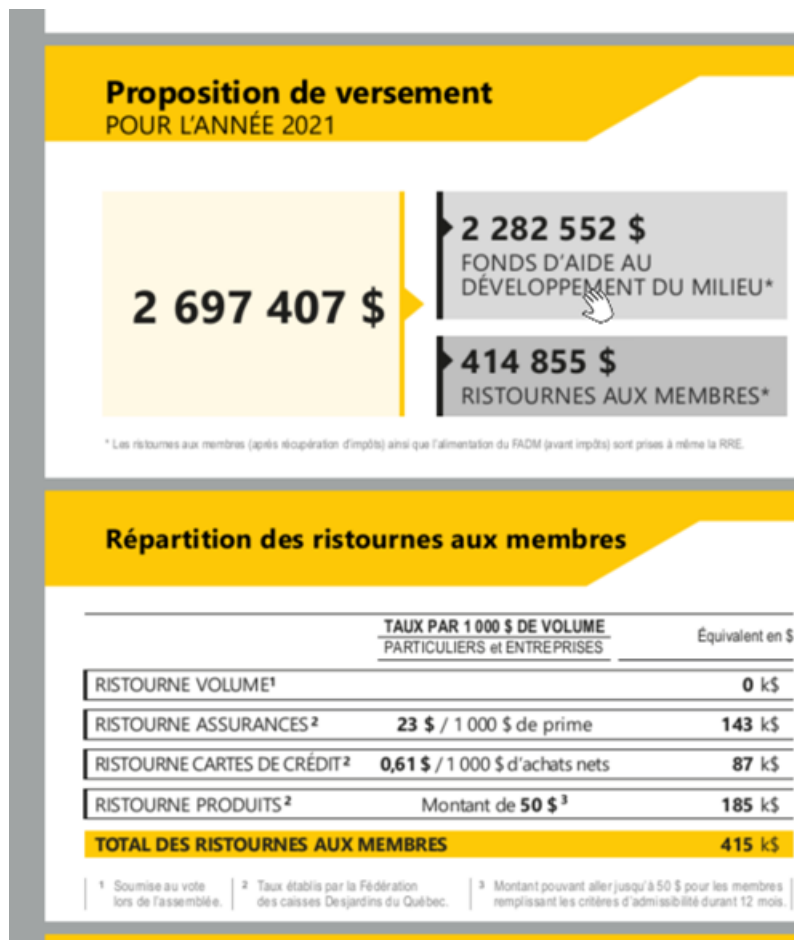 Proposition de versement
POUR L'ANNÉE 2021
2 697 407 $
2 282 552 $
FONDS D'AIDE AU
DÉVELOPPEMENT DU MILIEU*
414 855 $
RISTOURNES AUX MEMBRES*
* Les ristournes aux membres (après récupération d'impôts) ainsi que l'alimentation du FADM (avant impôts) sont prises à même la RRE.
Répartition des ristournes aux membres
TAUX PAR 1 000 $ DE VOLUME
PARTICULIERS et ENTREPRISES
Équivalent en $
RISTOURNE VOLUME¹ 0 k$
RISTOURNE ASSURANCES² 23 $ / 1 000 $ de prime 143 k$
RISTOURNE CARTES DE CRÉDIT² 0,61 $ / 1 000 $ d'achats nets 87 k$
RISTOURNE PRODUITS² Montant de 50 $³ 185 k$
TOTAL DES RISTOURNES AUX MEMBRES 415 k$
¹ Soumise au vote
lors de l'assemblée.
² Taux établis par la Fédération
des caisses Desjardins du Québec.
³ Montant pouvant aller jusqu'à 50 $ pour les membres
remplissant les critères d'admissibilité durant 12 mois.